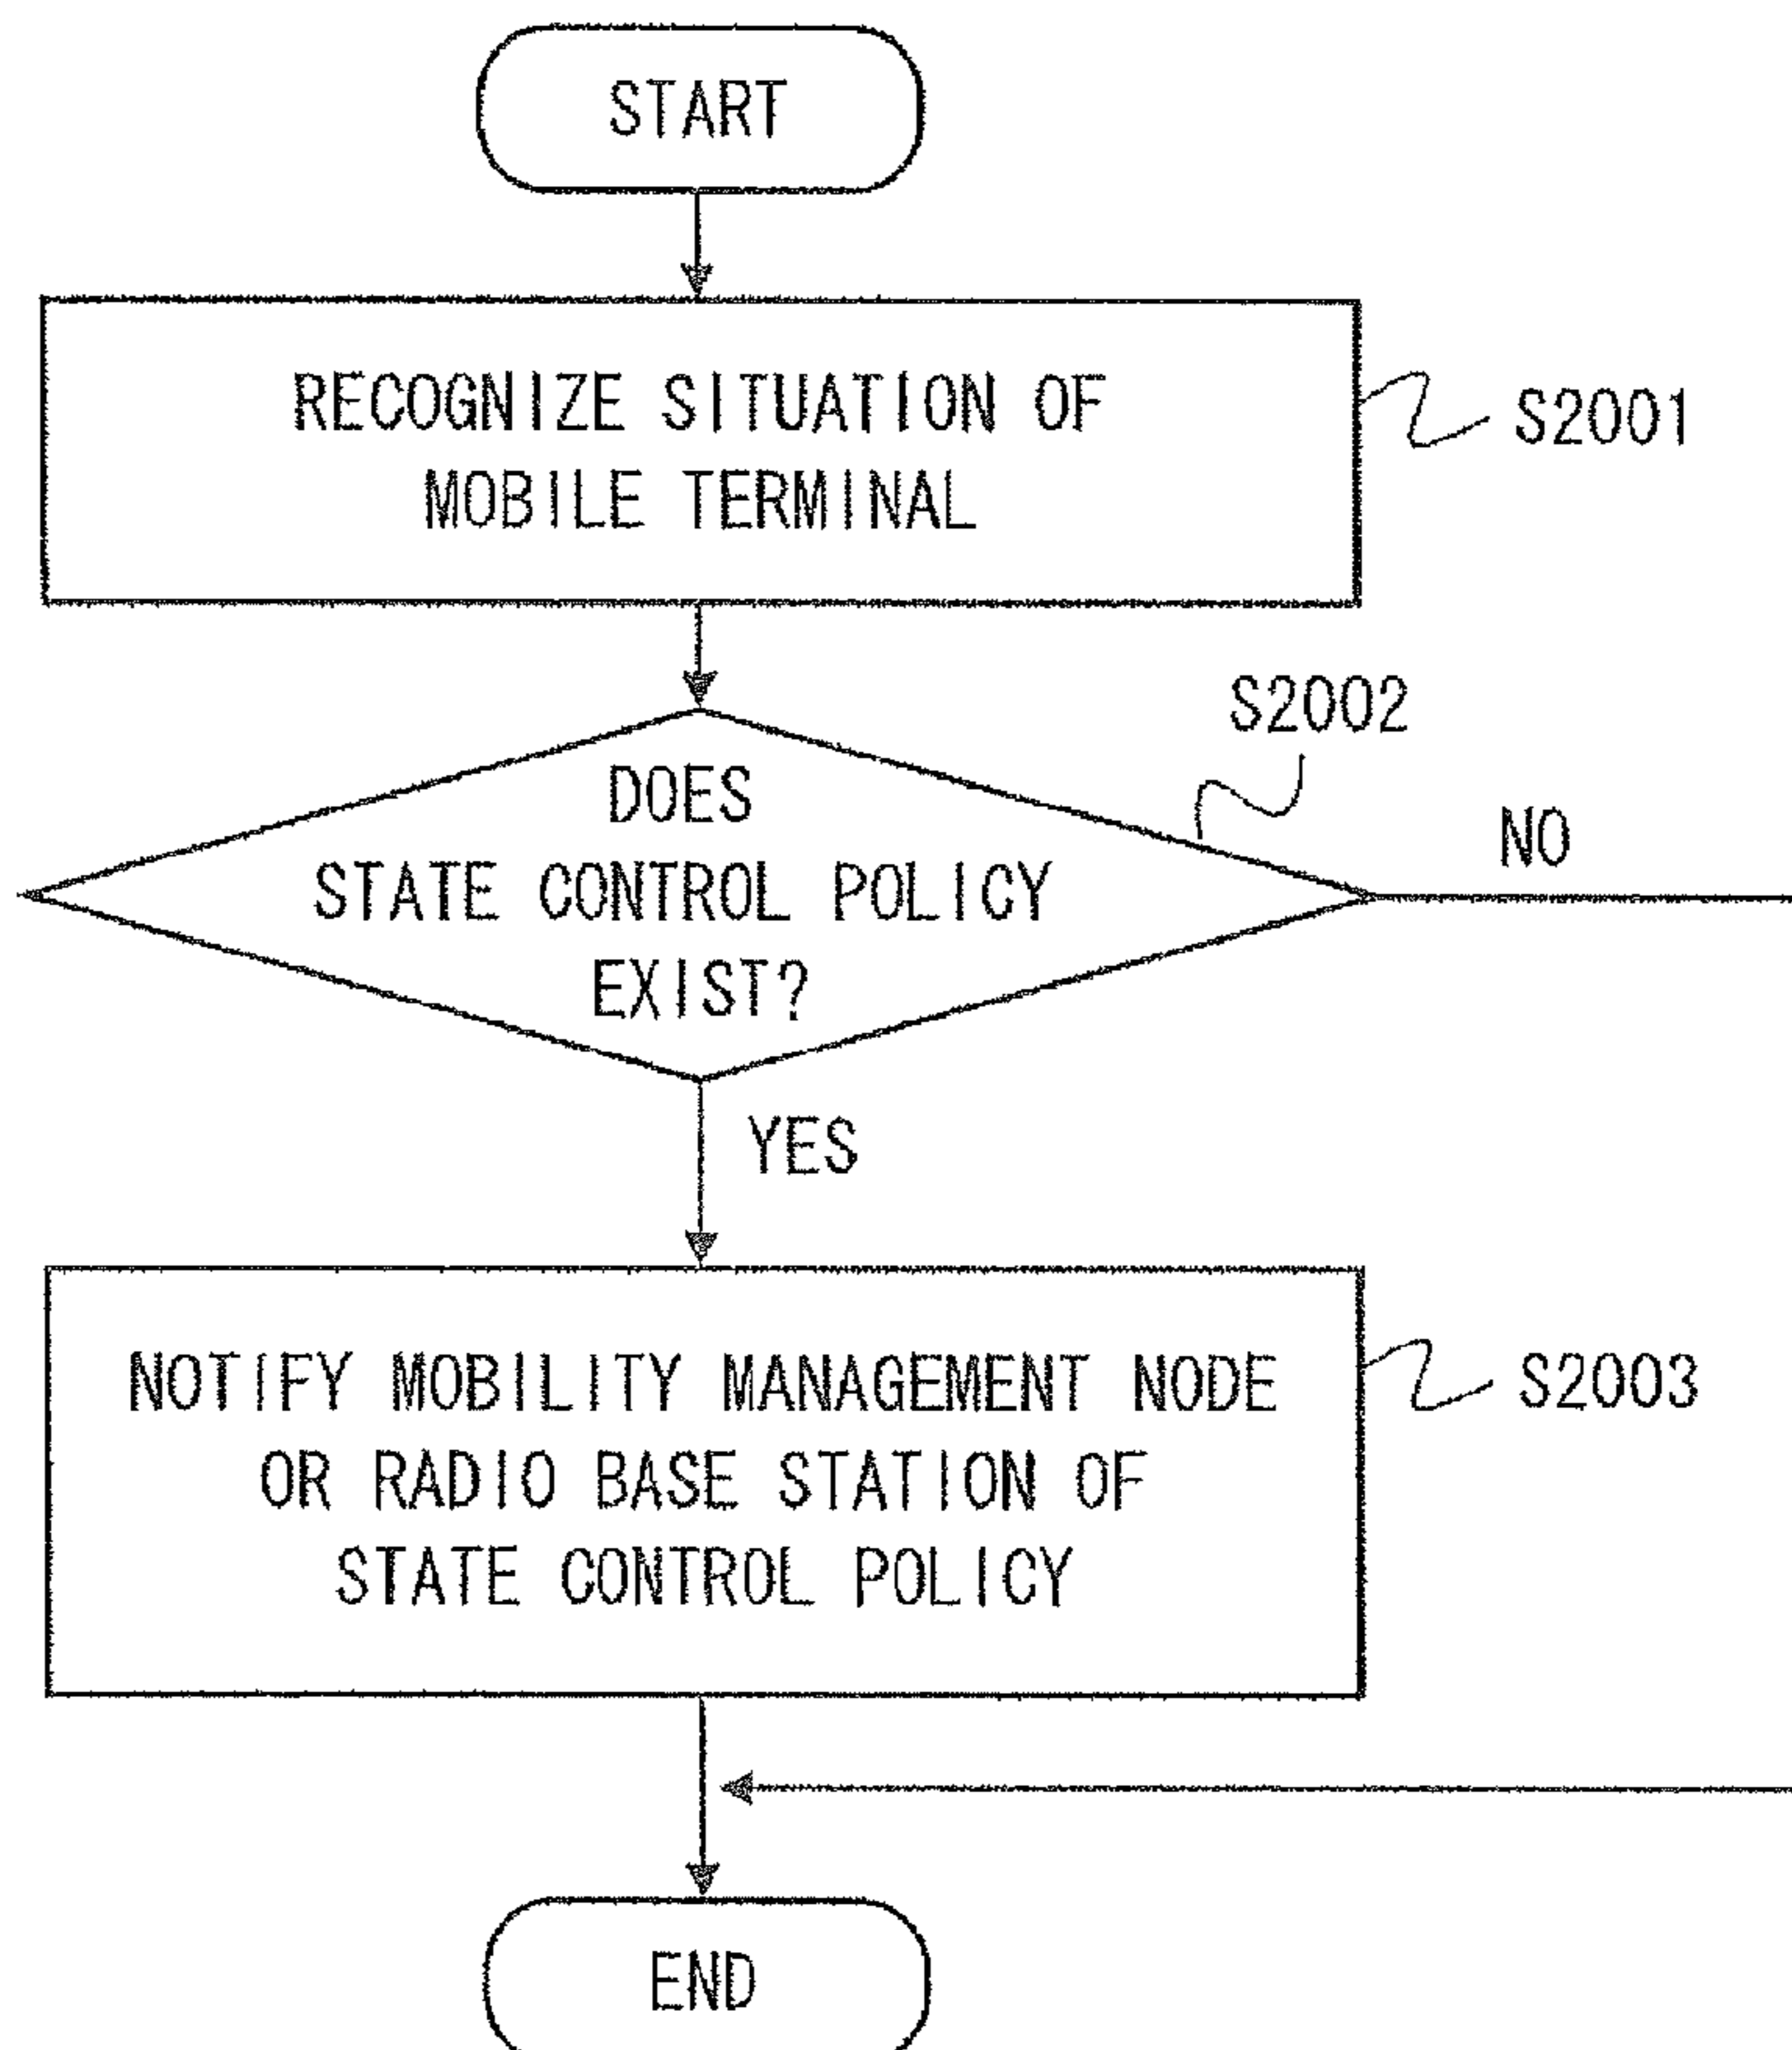 START
RECOGNIZE SITUATION OF
MOBILE TERMINAL
S2001
S2002
DOES
STATE CONTROL POLICY
EXIST?
NO
YES
NOTIFY MOBILITY MANAGEMENT NODE
OR RADIO BASE STATION OF
STATE CONTROL POLICY
S2003
END